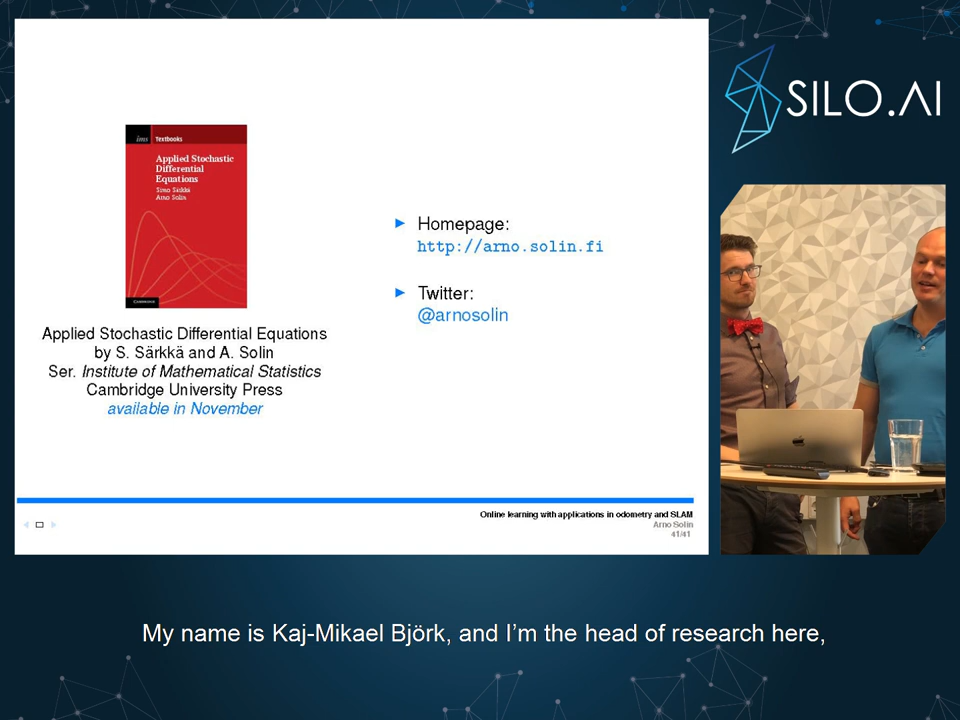 ims Textbooks
Applied Stochastic
Differential
Equations
Simo Särkkä
Arno Solin
CAMBRIDGE
Applied Stochastic Differential Equations
by S. Särkkä and A. Solin
Ser. Institute of Mathematical Statistics
Cambridge University Press
available in November
► Homepage:
http://arno.solin.fi
► Twitter:
@arnosolin
Online learning with applications in odometry and SLAM
Arno Solin
41/41
SILO.AI
My name is Kaj-Mikael Björk, and I’m the head of research here,